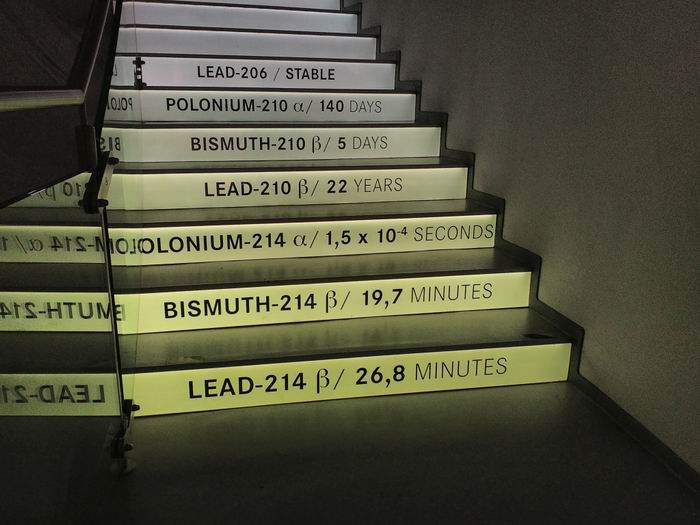 LEAD-206 / STABLE
POLONIUM-210 α/ 140 DAYS
BISMUTH-210 β/ 5 DAYS
LEAD-210 β/ 22 YEARS
POLONIUM-214 α/ 1,5 x 10⁻⁴ SECONDS
BISMUTH-214 β/ 19,7 MINUTES
LEAD-214 β/ 26,8 MINUTES